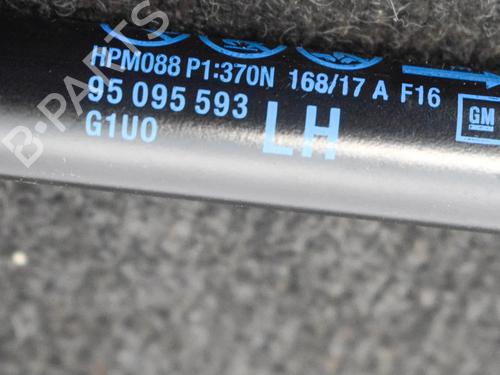 HPM088 P1:370N 168/17 A F16
95 095 593
G1U0 LH
GM
B-PARTS